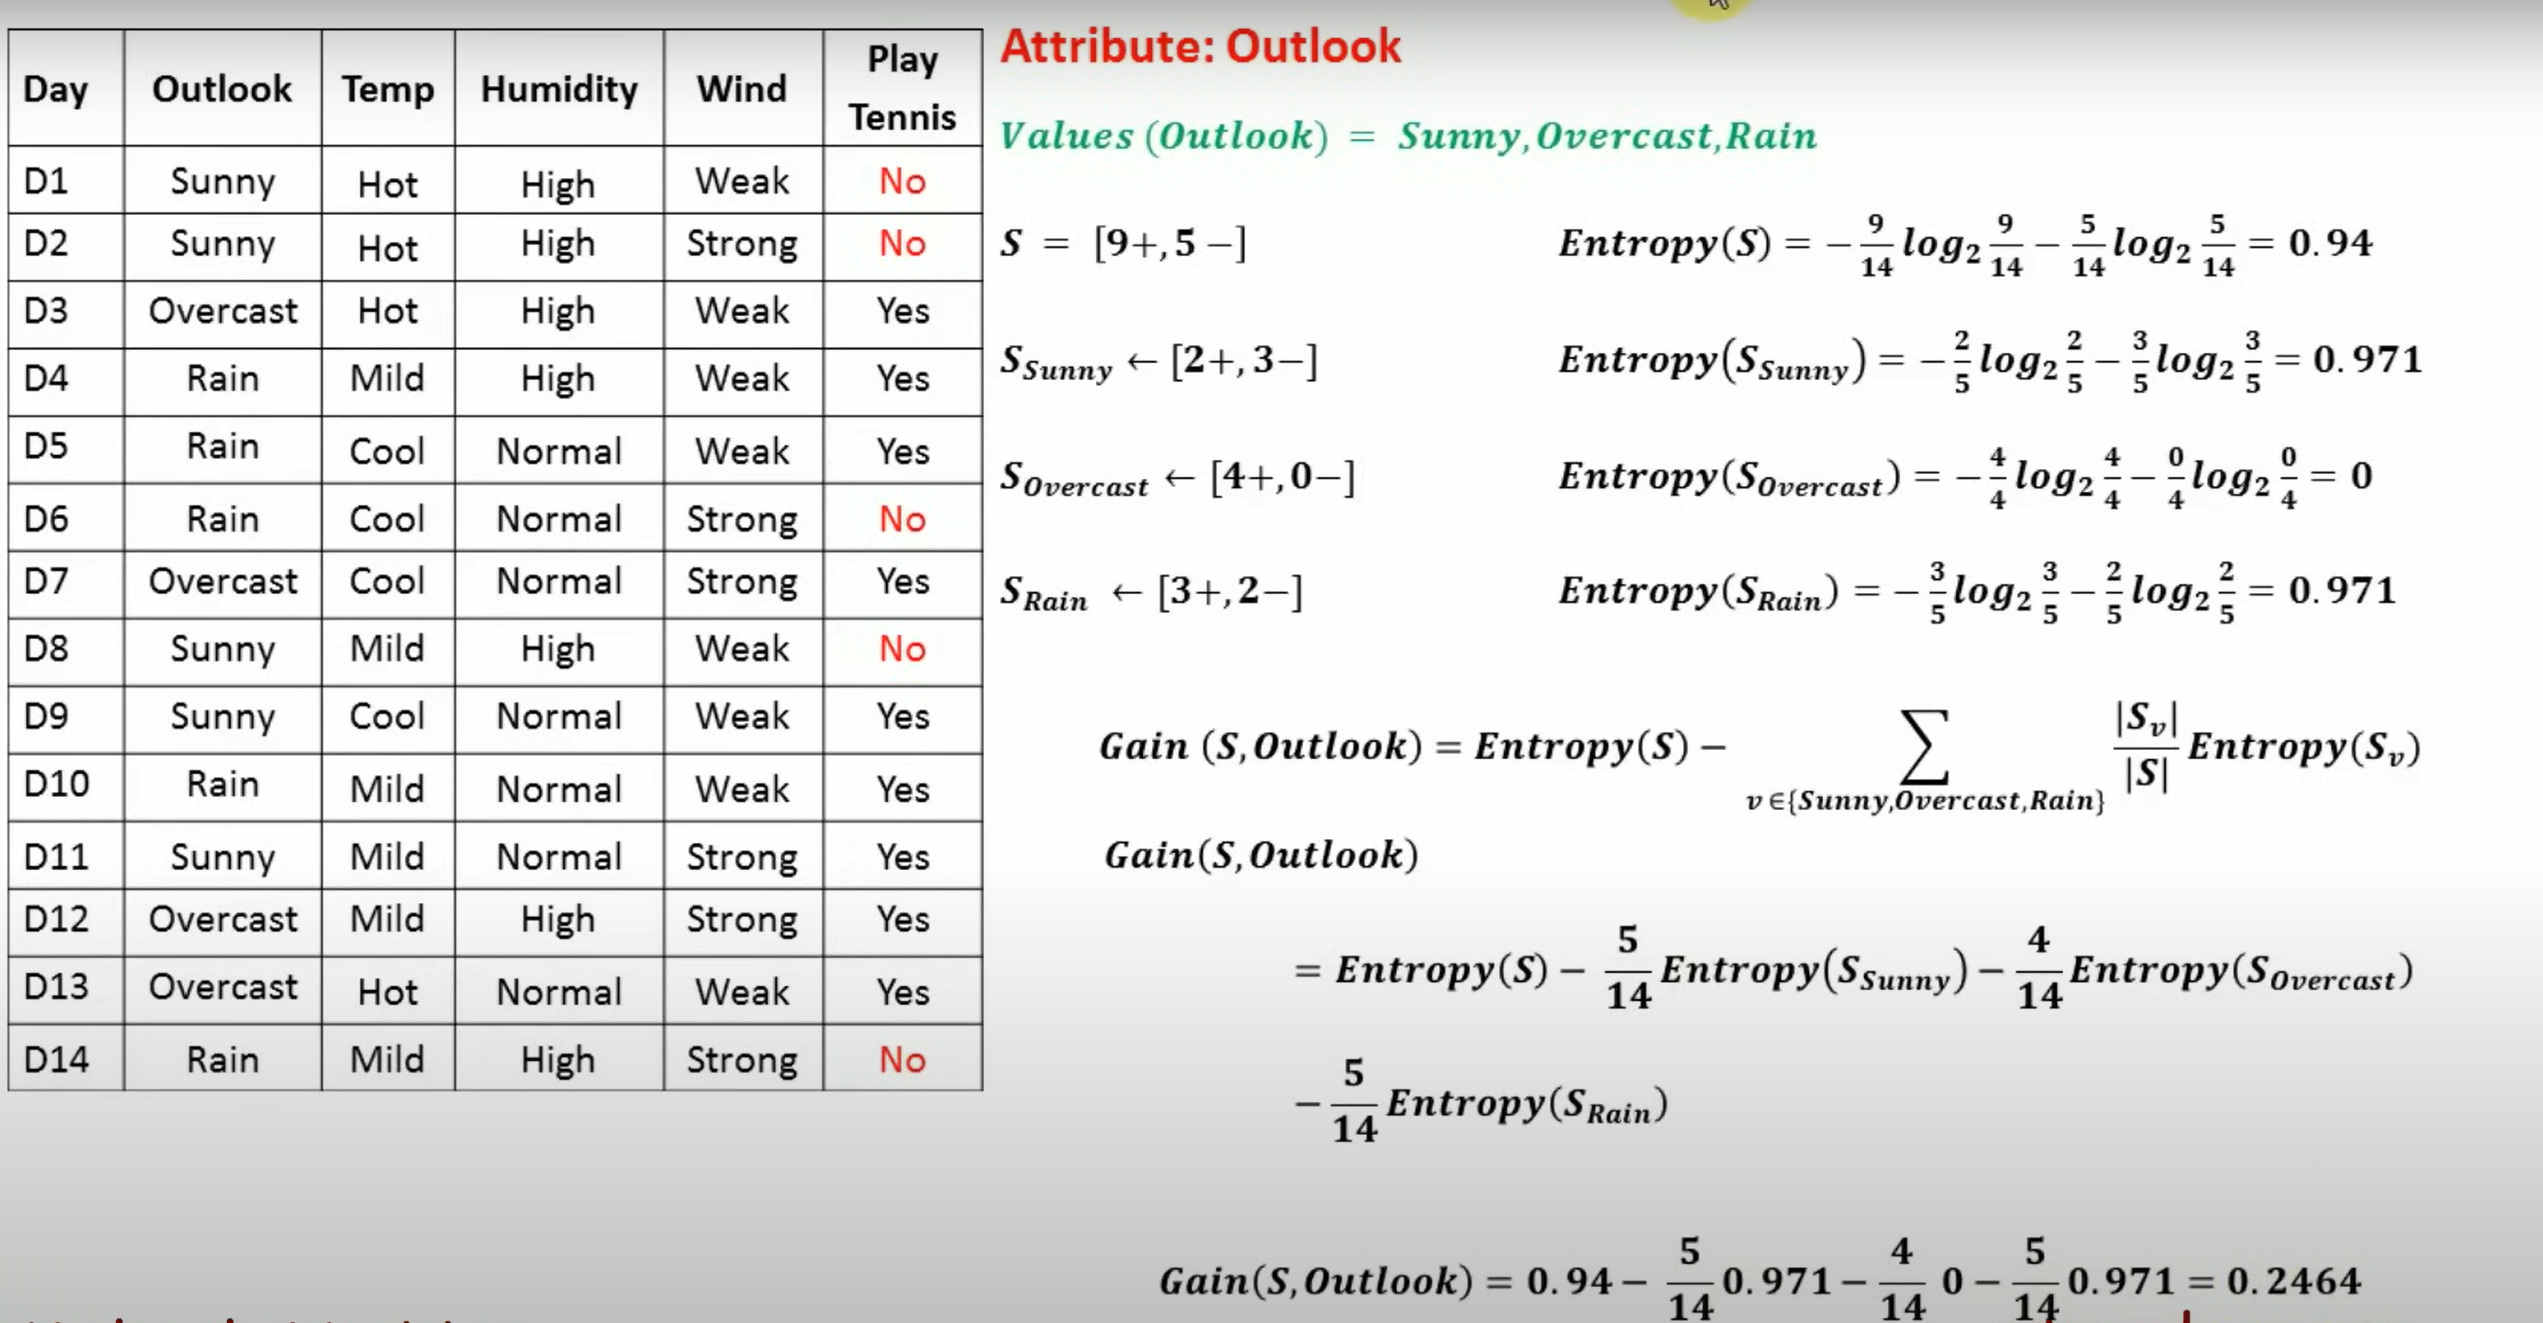 Day Outlook Temp Humidity Wind Play Tennis
D1 Sunny Hot High Weak No
D2 Sunny Hot High Strong No
D3 Overcast Hot High Weak Yes
D4 Rain Mild High Weak Yes
D5 Rain Cool Normal Weak Yes
D6 Rain Cool Normal Strong No
D7 Overcast Cool Normal Strong Yes
D8 Sunny Mild High Weak No
D9 Sunny Cool Normal Weak Yes
D10 Rain Mild Normal Weak Yes
D11 Sunny Mild Normal Strong Yes
D12 Overcast Mild High Strong Yes
D13 Overcast Hot Normal Weak Yes
D14 Rain Mild High Strong No
Attribute: Outlook
Values (Outlook) = Sunny, Overcast, Rain
S = [9+, 5−] Entropy(S) = −9/14 log₂ 9/14 − 5/14 log₂ 5/14 = 0.94
S_Sunny ← [2+, 3−] Entropy(S_Sunny) = −2/5 log₂ 2/5 − 3/5 log₂ 3/5 = 0.971
S_Overcast ← [4+, 0−] Entropy(S_Overcast) = −4/4 log₂ 4/4 − 0/4 log₂ 0/4 = 0
S_Rain ← [3+, 2−] Entropy(S_Rain) = −3/5 log₂ 3/5 − 2/5 log₂ 2/5 = 0.971
Gain (S, Outlook) = Entropy(S) − ∑ v∈{Sunny,Overcast,Rain} |Sᵥ|/|S| Entropy(Sᵥ)
Gain(S, Outlook)
= Entropy(S) − 5/14 Entropy(S_Sunny) − 4/14 Entropy(S_Overcast)
− 5/14 Entropy(S_Rain)
Gain(S, Outlook) = 0.94 − 5/14 0.971 − 4/14 0 − 5/14 0.971 = 0.2464